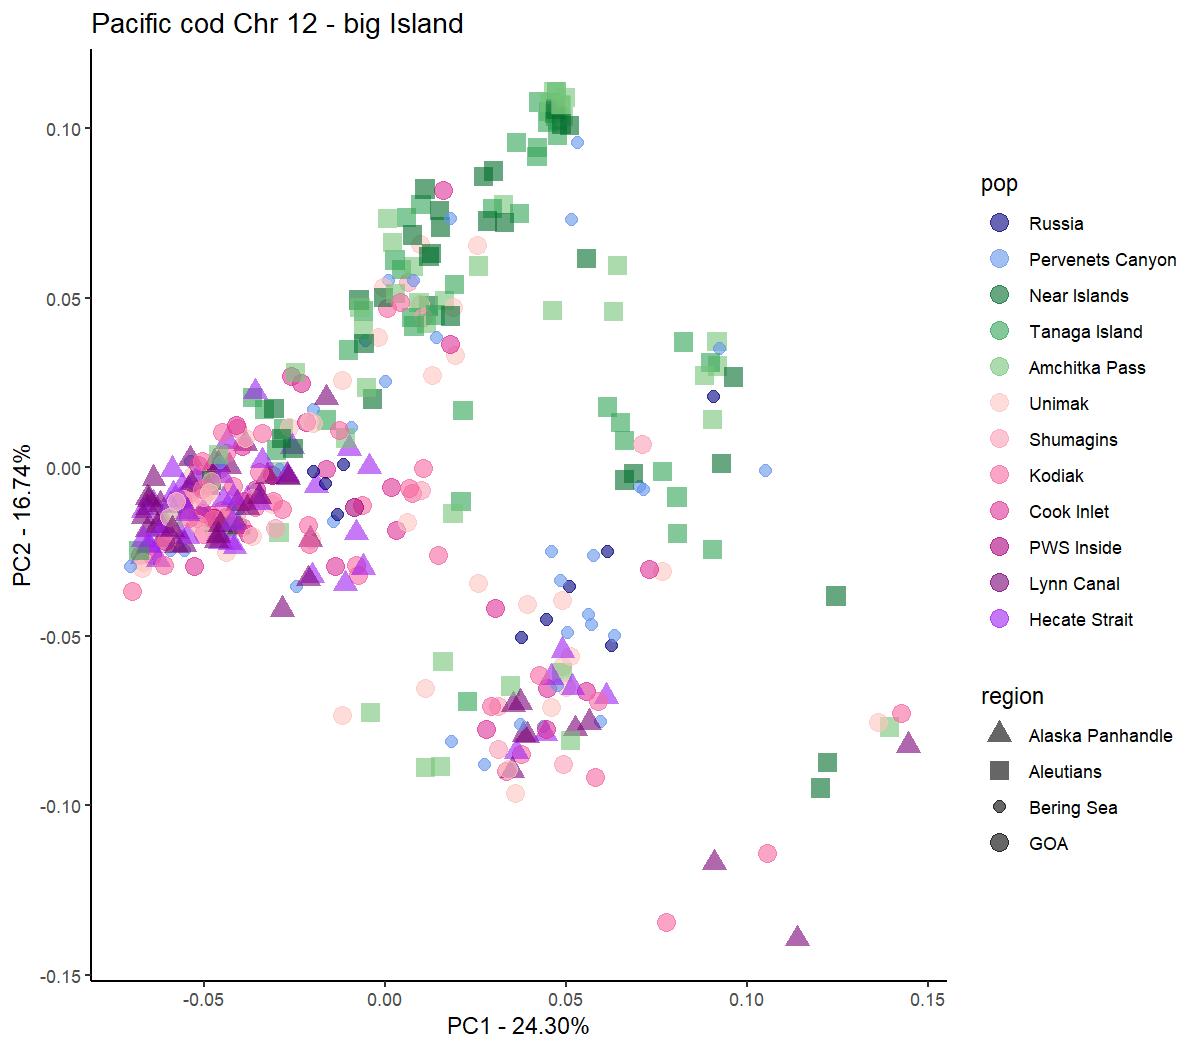 Pacific cod Chr 12 - big Island
0.10
0.05
0.00
-0.05
-0.10
-0.15
PC2 - 16.74%
-0.05
0.00
0.05
0.10
0.15
PC1 - 24.30%
pop
Russia
Pervenets Canyon
Near Islands
Tanaga Island
Amchitka Pass
Unimak
Shumagins
Kodiak
Cook Inlet
PWS Inside
Lynn Canal
Hecate Strait
region
Alaska Panhandle
Aleutians
Bering Sea
GOA